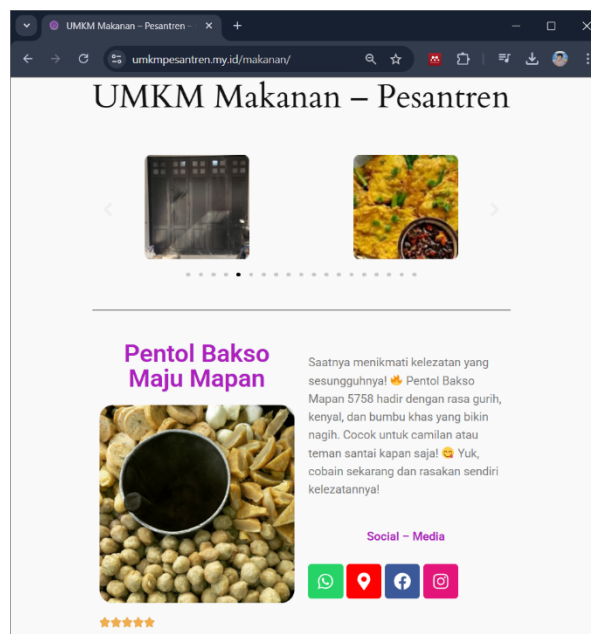 UMKM Makanan – Pesantren –
umkmpesantren.my.id/makanan/
UMKM Makanan – Pesantren
Pentol Bakso
Maju Mapan
Saatnya menikmati kelezatan yang
sesungguhnya! 🔥 Pentol Bakso
Mapan 5758 hadir dengan rasa gurih,
kenyal, dan bumbu khas yang bikin
nagih. Cocok untuk camilan atau
teman santai kapan saja! 😋 Yuk,
cobain sekarang dan rasakan sendiri
kelezatannya!
Social – Media